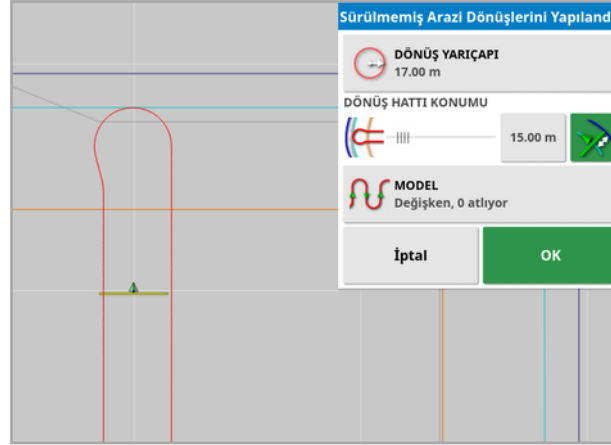 Sürülmemiş Arazi Dönüşlerini Yapıland
DÖNÜŞ YARIÇAPI
17.00 m
DÖNÜŞ HATTI KONUMU
15.00 m
MODEL
Değişken, 0 atlıyor
İptal
OK